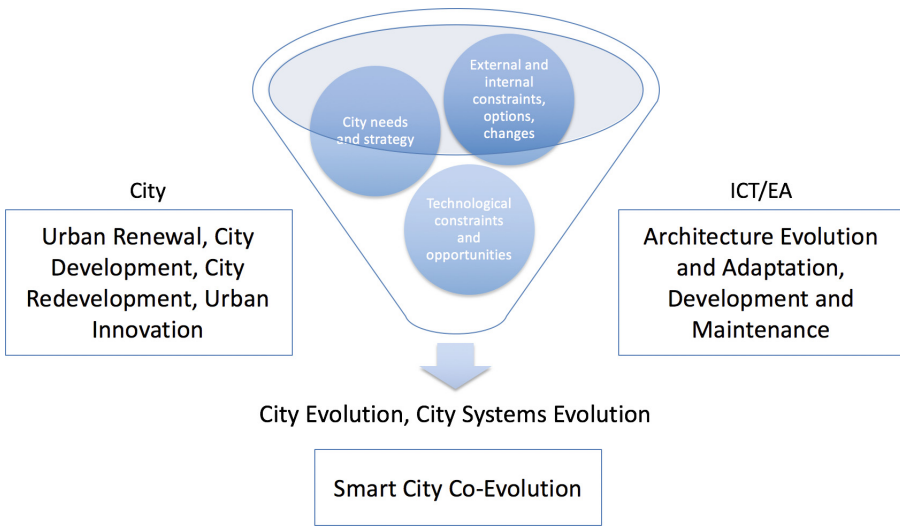 External and
internal
constraints,
options,
changes
City needs
and strategy
Technological
constraints
and
opportunities
City
Urban Renewal, City
Development, City
Redevelopment, Urban
Innovation
ICT/EA
Architecture Evolution
and Adaptation,
Development and
Maintenance
City Evolution, City Systems Evolution
Smart City Co-Evolution